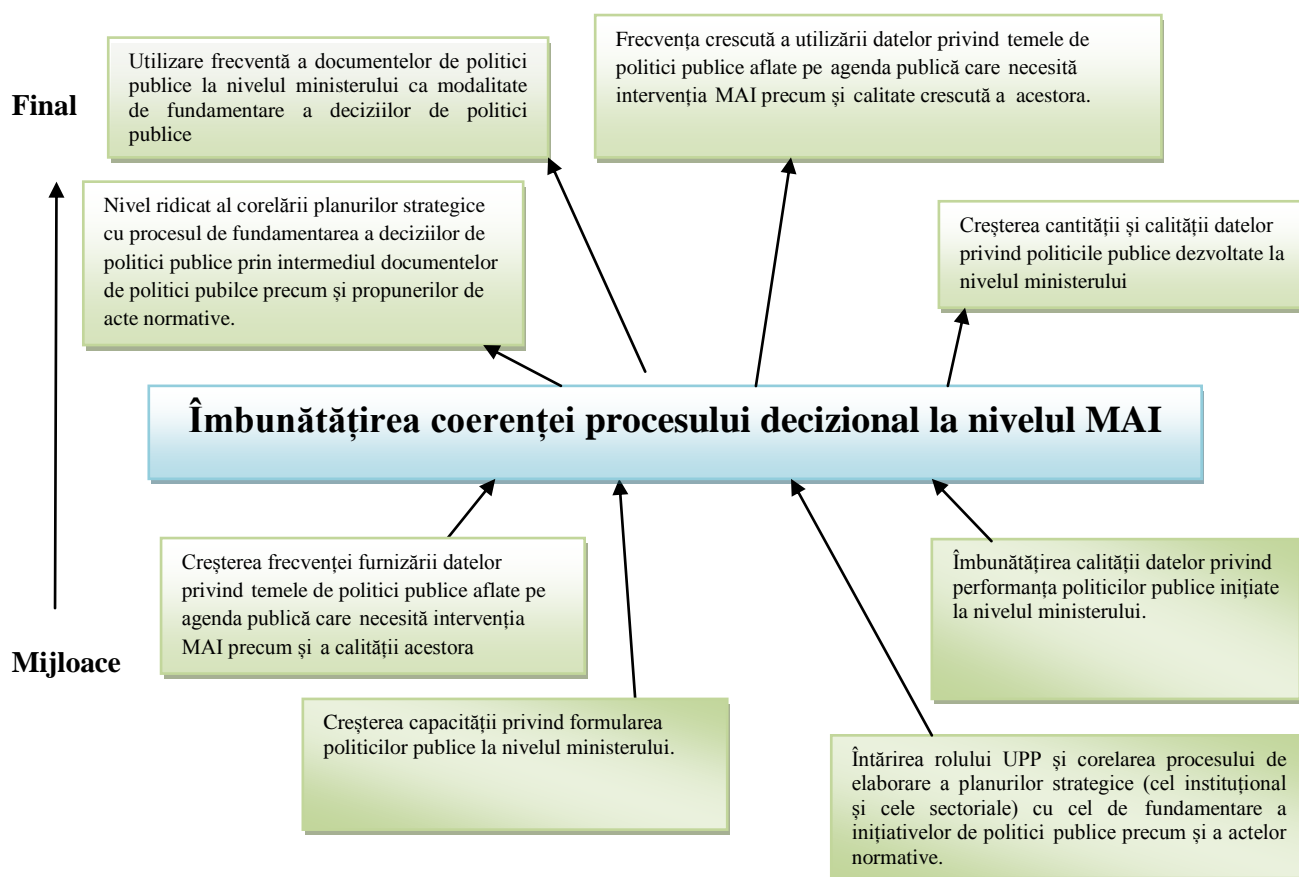 Utilizare frecventă a documentelor de politici
publice la nivelul ministerului ca modalitate
de fundamentare a deciziilor de politici
publice
Frecvența crescută a utilizării datelor privind temele de
politici publice aflate pe agenda publică care necesită
intervenția MAI precum și calitate crescută a acestora.
Final
Nivel ridicat al corelării planurilor strategice
cu procesul de fundamentarea a deciziilor de
politici publice prin intermediul documentelor
de politici pubilce precum și propunerilor de
acte normative.
Creșterea cantității și calității datelor
privind politicile publice dezvoltate la
nivelul ministerului
Îmbunătățirea coerenței procesului decizional la nivelul MAI
Creșterea frecvenței furnizării datelor
privind temele de politici publice aflate pe
agenda publică care necesită intervenția
MAI precum și a calității acestora
Îmbunătățirea calității datelor privind
performanța politicilor publice inițiate
la nivelul ministerului.
Mijloace
Creșterea capacității privind formularea
politicilor publice la nivelul ministerului.
Întărirea rolului UPP și corelarea procesului de
elaborare a planurilor strategice (cel instituțional
și cele sectoriale) cu cel de fundamentare a
inițiativelor de politici publice precum și a actelor
normative.